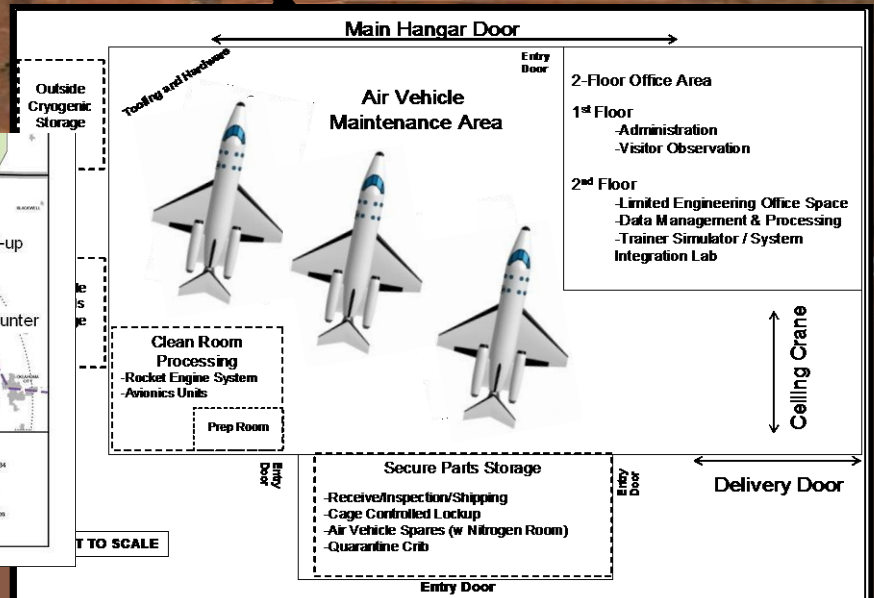 Main Hangar Door
Entry
Door
Outside
Cryogenic
Storage
Tooling and Hardware
Air Vehicle
Maintenance Area
2-Floor Office Area
1st Floor
-Administration
-Visitor Observation
2nd Floor
-Limited Engineering Office Space
-Data Management & Processing
-Trainer Simulator / System
Integration Lab
BLACKWELL
-up
unter
OKLAHOMA
CITY
Clean Room
Processing
-Rocket Engine System
-Avionics Units
Prep Room
Ceiling Crane
Entry
Door
Secure Parts Storage
-Receive/Inspection/Shipping
-Cage Controlled Lockup
-Air Vehicle Spares (w Nitrogen Room)
-Quarantine Crib
Entry
Door
Delivery Door
T TO SCALE
Entry Door